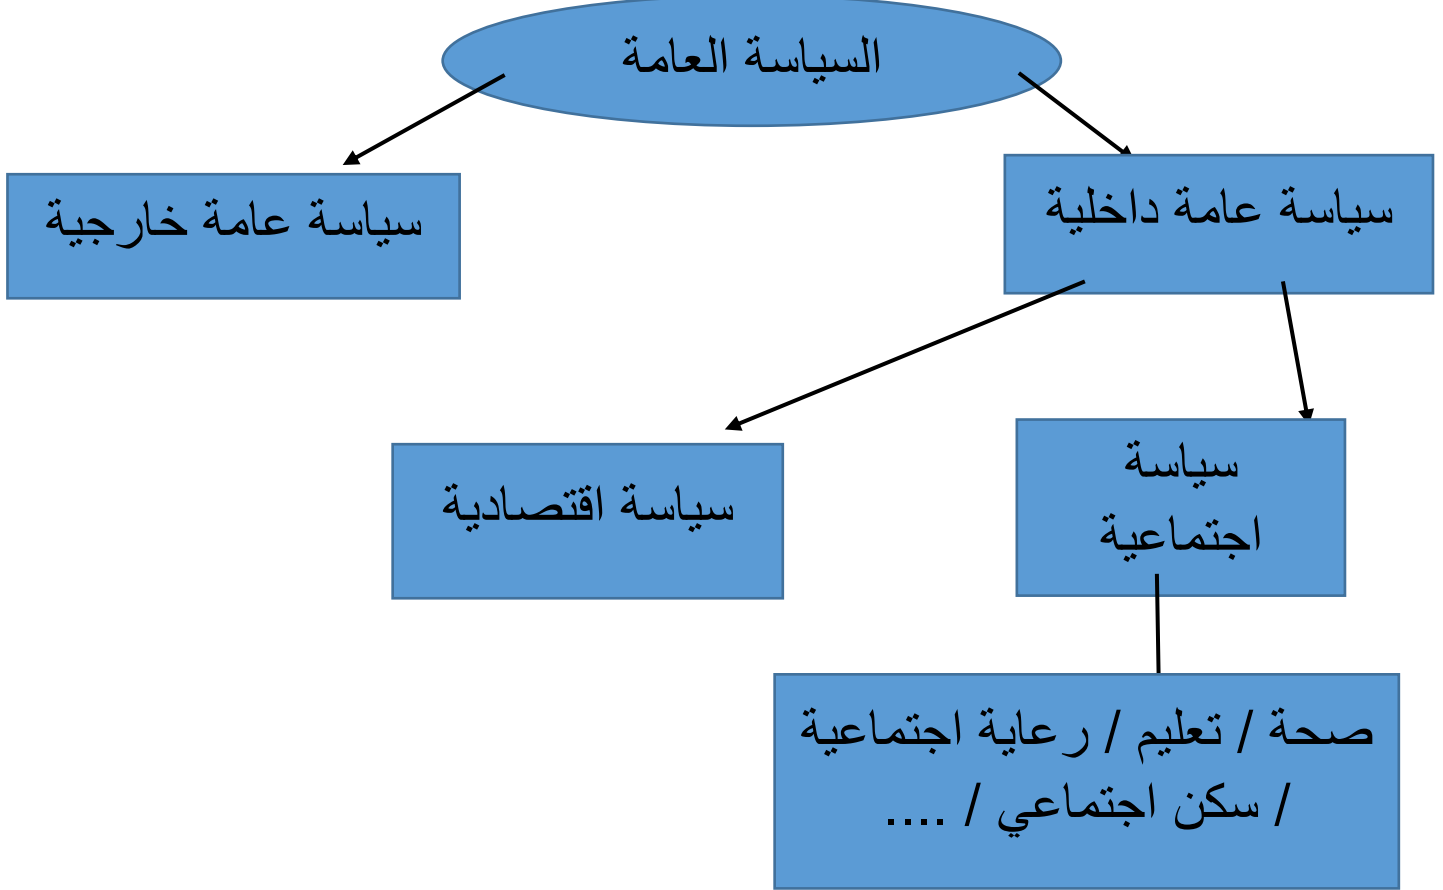 السياسة العامة
سياسة عامة داخلية
سياسة عامة خارجية
سياسة
اجتماعية
سياسة اقتصادية
صحة / تعليم / رعاية اجتماعية
/ سكن اجتماعي / ....